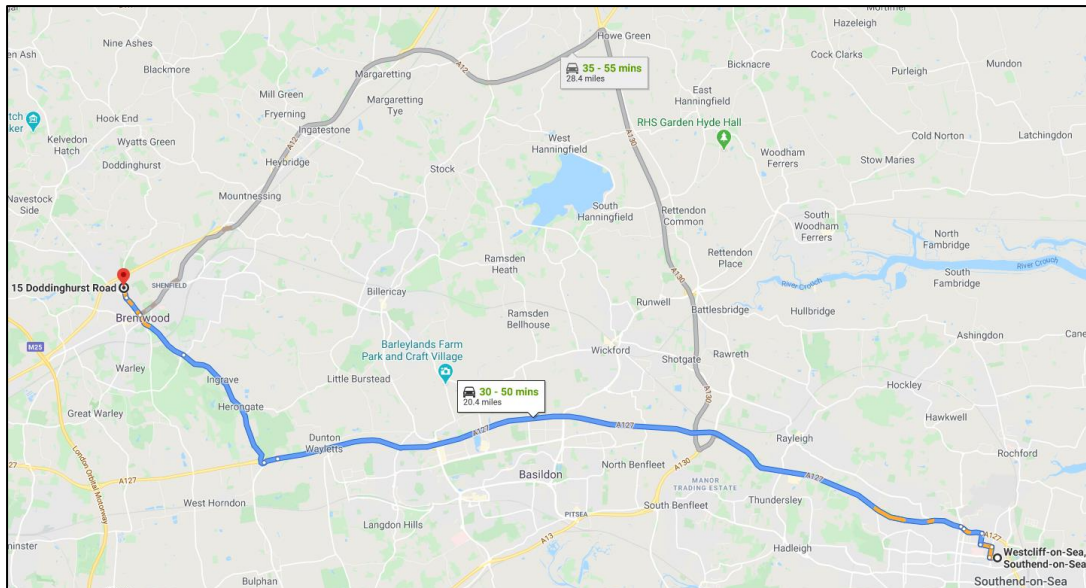 Nine Ashes
Blackmore
Margaretting
Howe Green
Hazeleigh
Cock Clarks
Purleigh
Mundon
A12
35 - 55 mins
28.4 miles
Bicknacre
Mill Green
Fryerning
Margaretting
Tye
East
Hanningfield
Hook End
Kelvedon
Hatch
Wyatts Green
Doddinghurst
Ingatestone
A12
West
Hanningfield
A130
RHS Garden Hyde Hall
Cold Norton
Latchingdon
Heybridge
Stock
Woodham
Ferrers
Stow Maries
Navestock
Side
Mountnessing
South
Hanningfield
Rettendon
Common
South
Woodham
Ferrers
North
Fambridge
15 Doddinghurst Road
SHENFIELD
Ramsden
Heath
Rettendon
Place
River Crouch
River Crouch
South
Fambridge
Brentwood
Billericay
A130
Runwell
Battlesbridge
Hullbridge
Ramsden
Bellhouse
M25
Barleylands Farm
Park and Craft Village
Wickford
Shotgate
Rawreth
Ashingdon
Warley
Ingrave
Little Burstead
A130
Hockley
Great Warley
Herongate
30 - 50 mins
20.4 miles
Hawkwell
A127
A127
Dunton
Wayletts
Rayleigh
Rochford
A127
A127
London Orbital Motorway
Basildon
North Benfleet
A130
MANOR
TRADING ESTATE
A127
West Horndon
Thundersley
PITSEA
South Benfleet
Langdon Hills
A13
Hadleigh
A127
Westcliff-on-Sea,
Southend-on-Sea
Bulphan
Southend-on-Sea